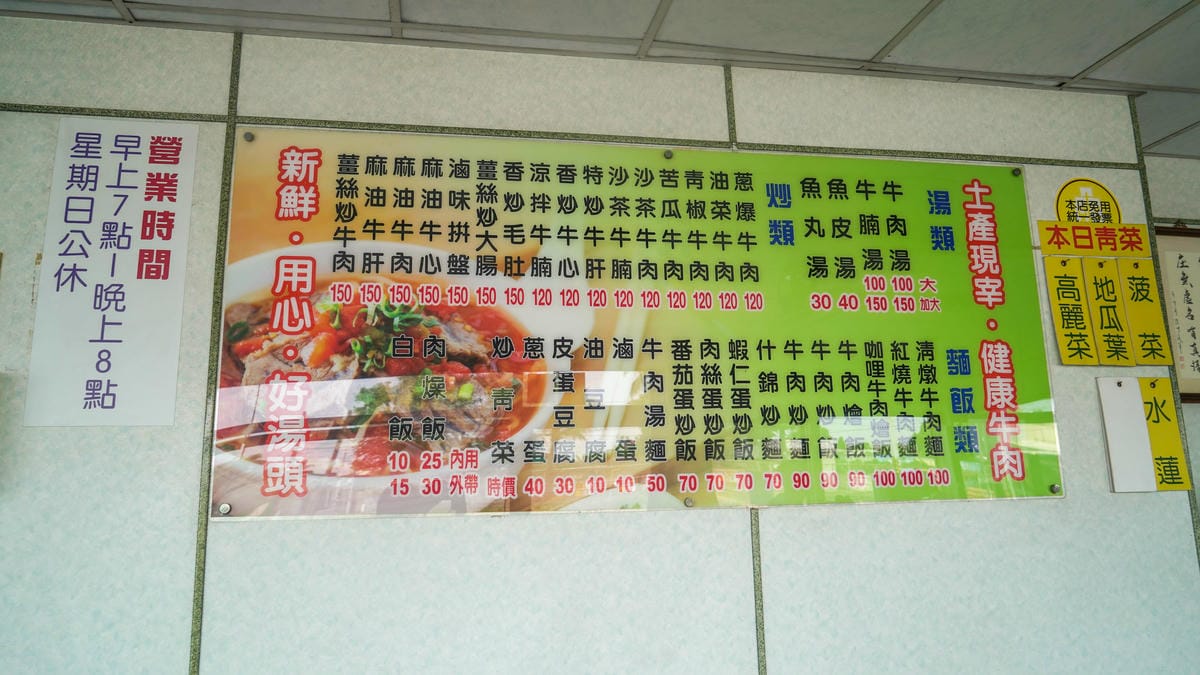 營業時間
早上7點-晚上8點
星期日公休
土產現宰·健康牛肉
湯類
大 加大
牛肉湯 100 150
牛腩湯 100 150
魚皮湯 40
魚丸湯 30
炒類
蔥爆牛肉 120
油菜牛肉 120
青椒牛肉 120
苦瓜牛肉 120
沙茶牛肉 120
沙茶牛腩 120
特炒牛肝 120
香炒牛心 120
涼拌牛腩 120
香炒毛肚 150
薑絲炒大腸 150
滷味拚盤 150
麻油牛心 150
麻油牛肉 150
麻油牛肝 150
薑絲炒牛肉 150
麵飯類
清燉牛肉麵 100
紅燒牛肉麵 100
咖哩牛肉燴飯 100
牛肉燴飯 90
牛肉炒飯 90
牛肉炒麵 90
什錦炒麵 70
蝦仁蛋炒飯 70
肉絲蛋炒飯 70
番茄蛋炒飯 70
牛肉湯麵 50
滷蛋 10
油豆腐 10
皮蛋豆腐 30
蔥蛋 40
炒青菜 時價
內用 外帶
肉燥飯 25 30
白飯 10 15
新鮮·用心·好湯頭
本店免用
統一發票
本日青菜
菠菜
地瓜葉
高麗菜
水蓮